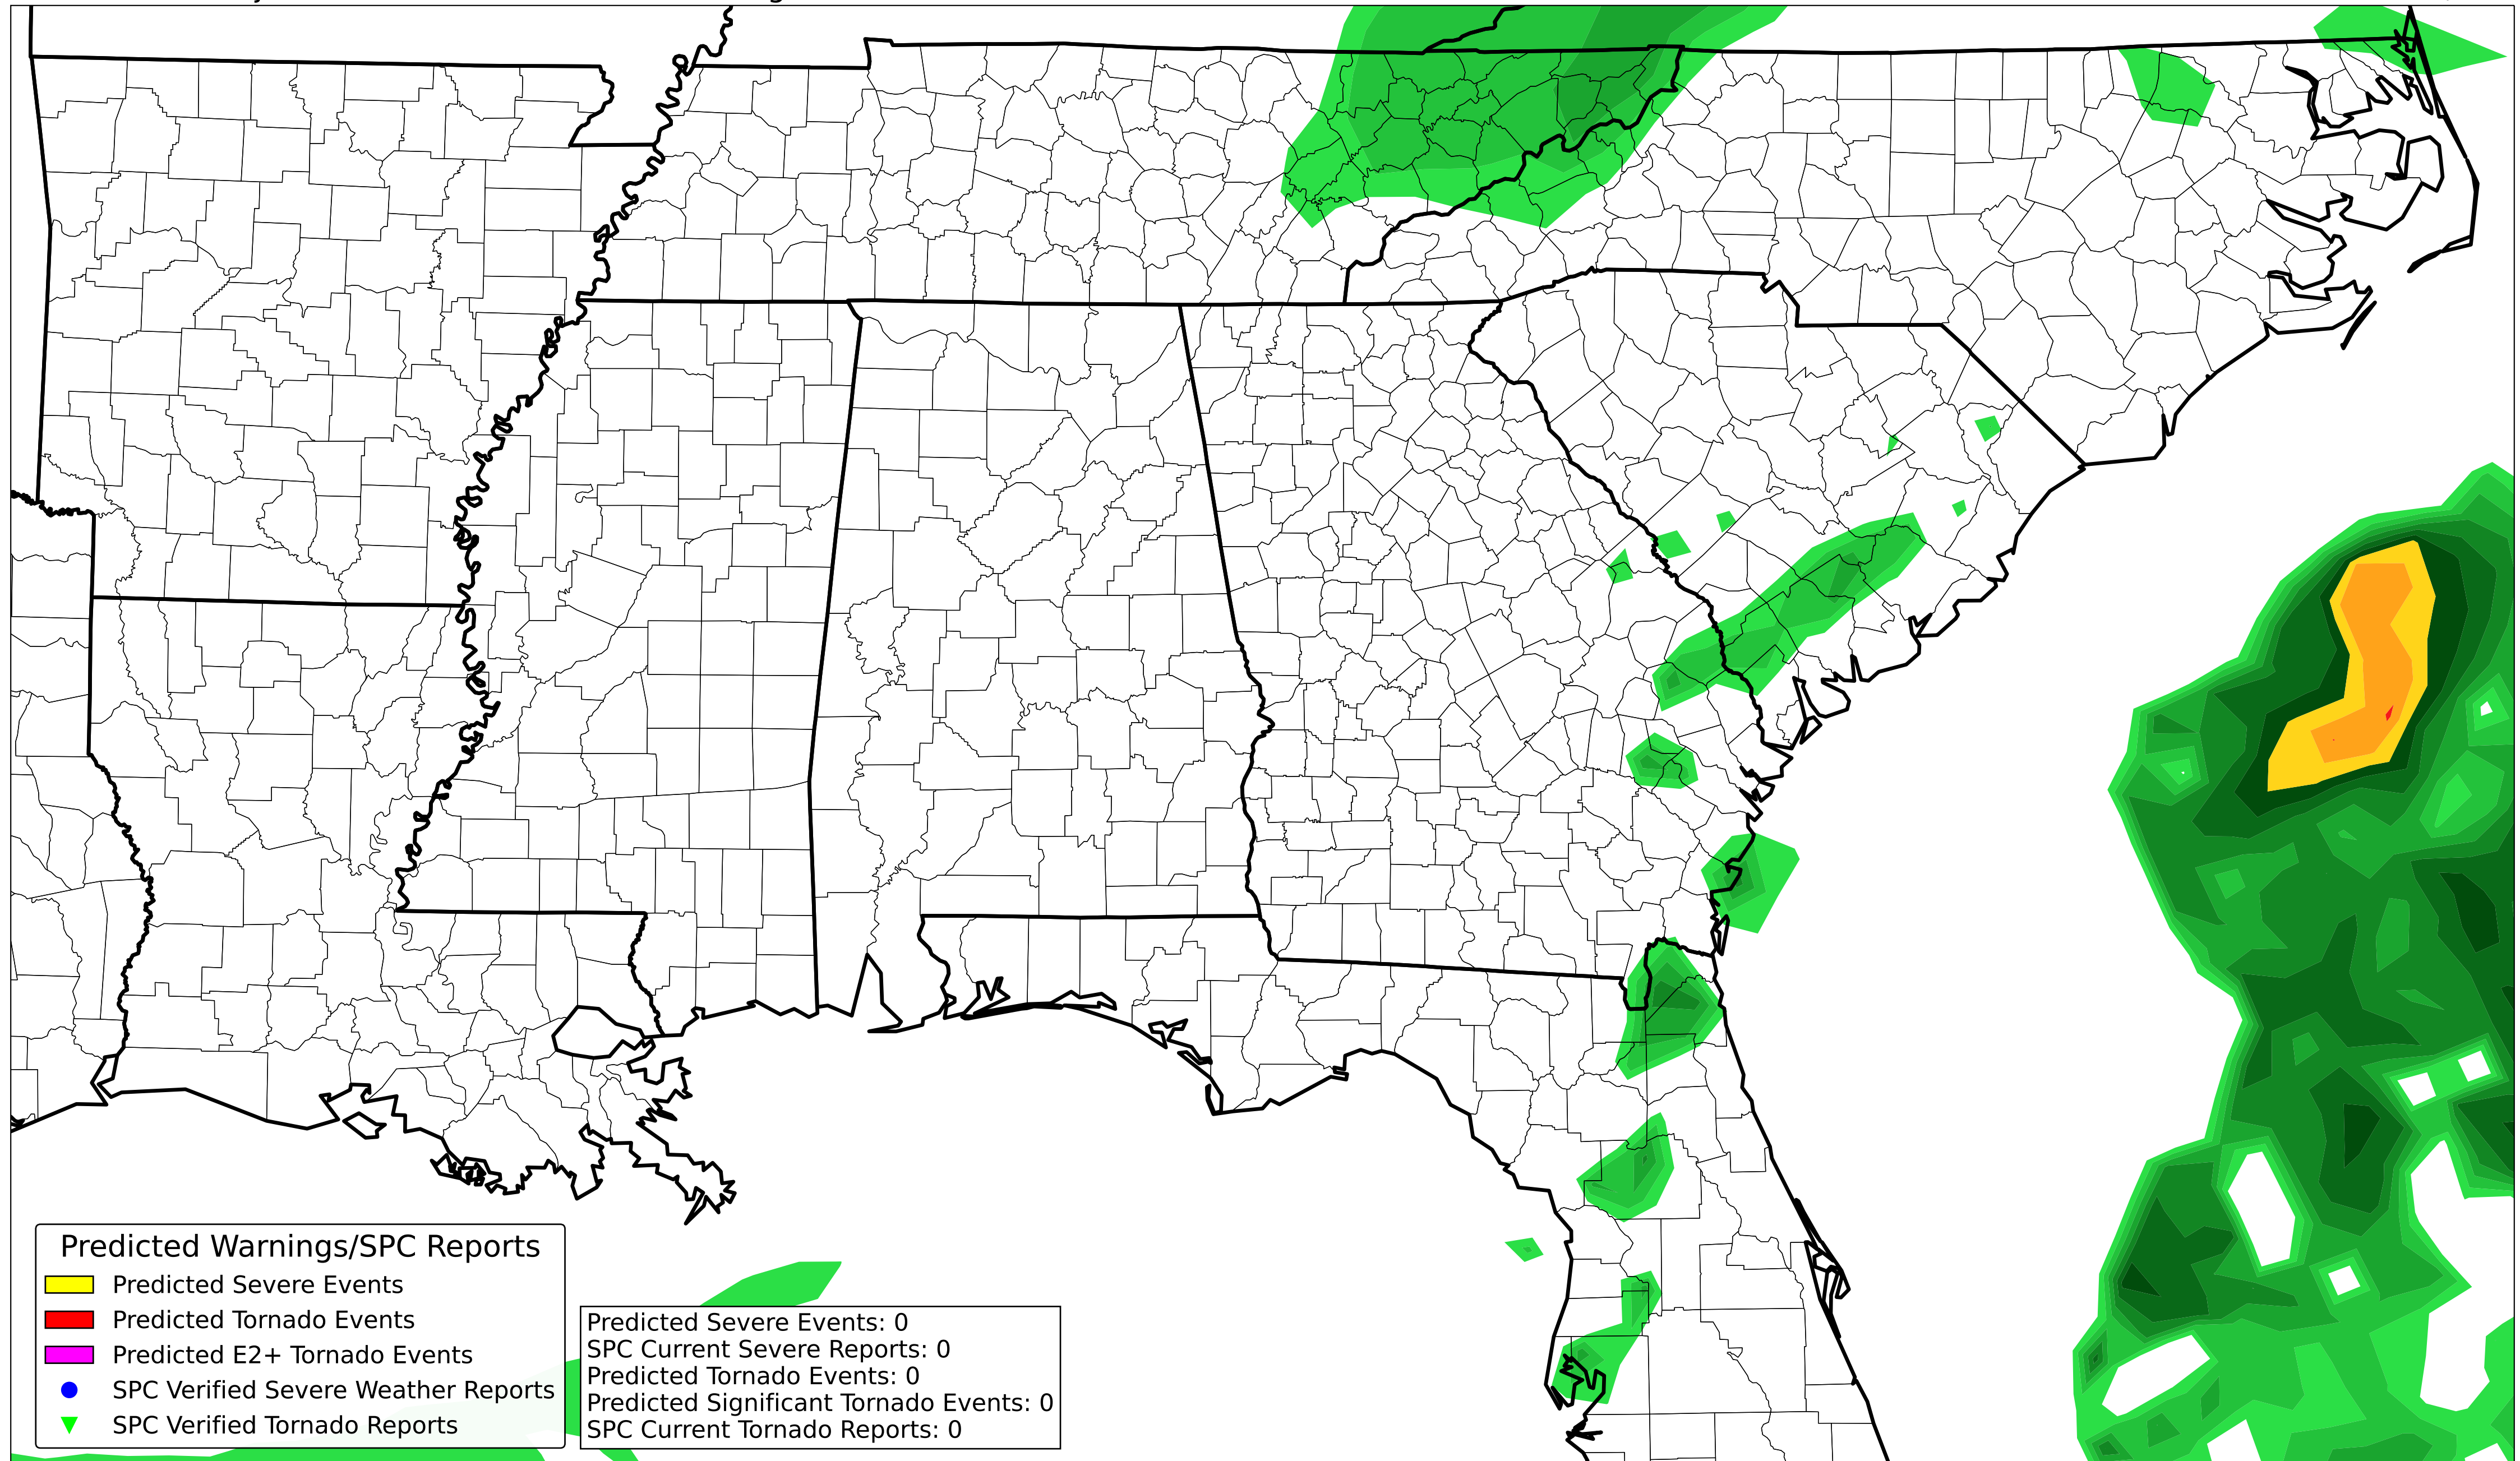 Predicted Warnings/SPC Reports
Predicted Severe Events
Predicted Tornado Events
Predicted E2+ Tornado Events
SPC Verified Severe Weather Reports
SPC Verified Tornado Reports
Predicted Severe Events: 0
SPC Current Severe Reports: 0
Predicted Tornado Events: 0
Predicted Significant Tornado Events: 0
SPC Current Tornado Reports: 0